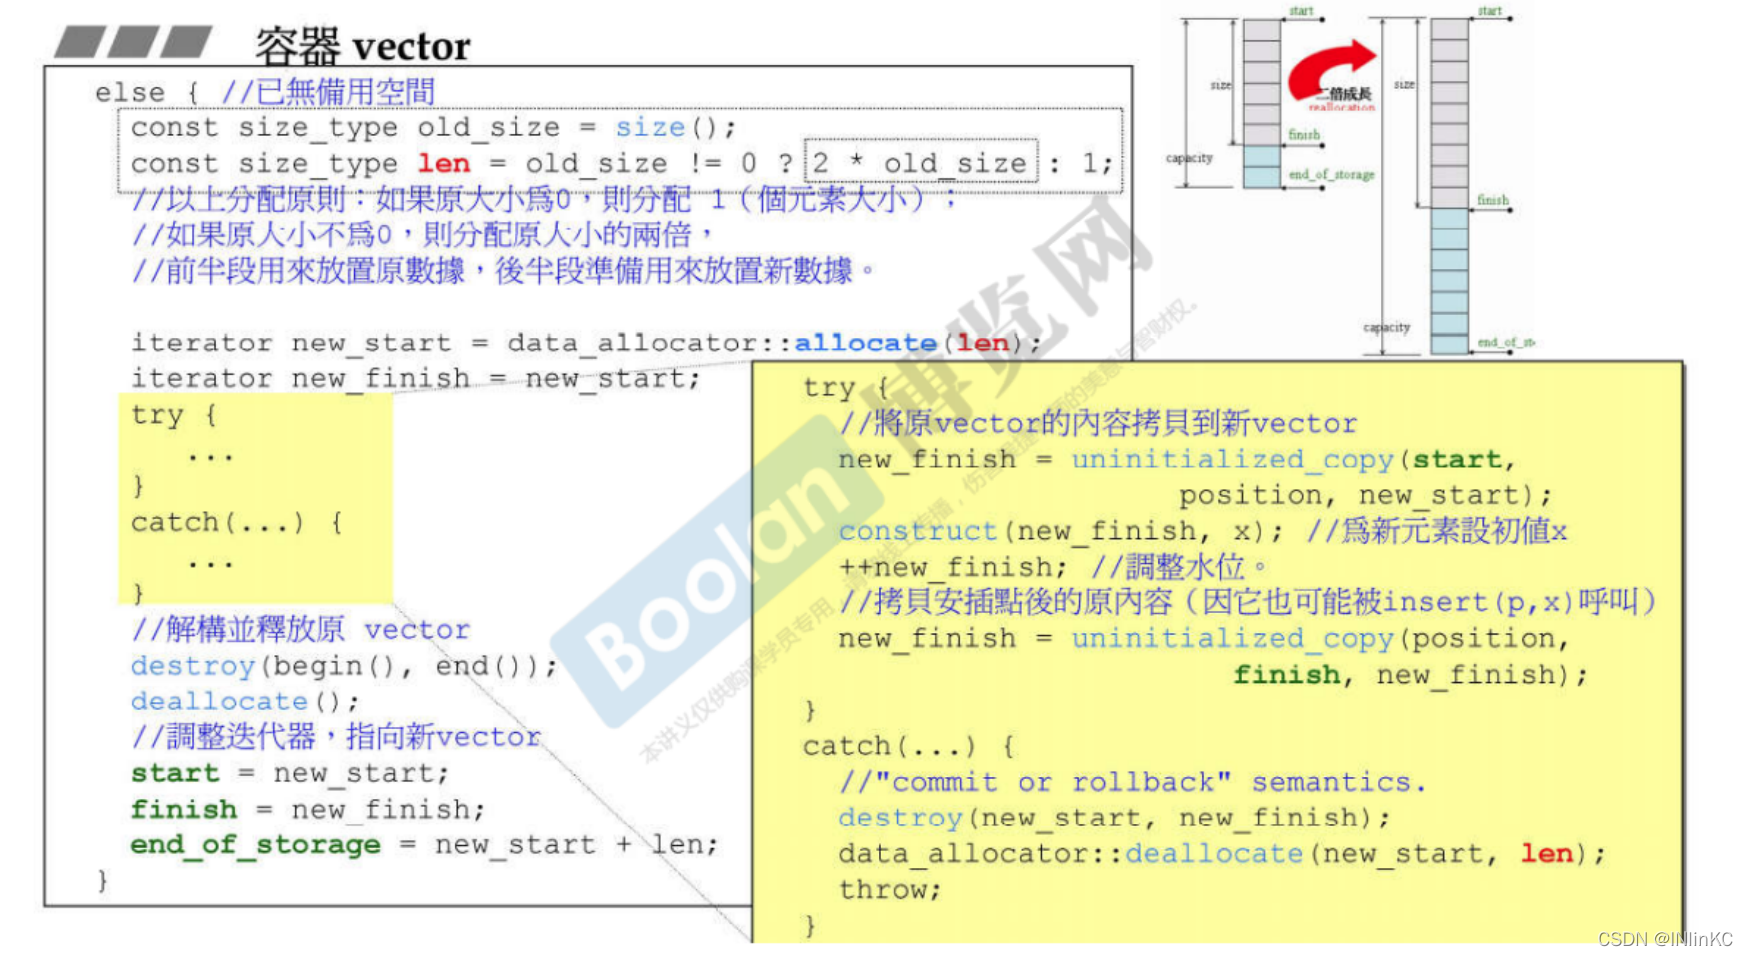 容器 vector
else { //已無備用空間
const size_type old_size = size();
const size_type len = old_size != 0 ? 2 * old_size : 1;
//以上分配原則：如果原大小爲0，則分配 1（個元素大小）；
//如果原大小不爲0，則分配原大小的兩倍，
//前半段用來放置原數據，後半段準備用來放置新數據。
iterator new_start = data_allocator::allocate(len);
iterator new_finish = new_start;
try {
...
}
catch(...) {
...
}
//解構並釋放原 vector
destroy(begin(), end());
deallocate();
//調整迭代器，指向新vector
start = new_start;
finish = new_finish;
end_of_storage = new_start + len;
}
try {
//將原vector的內容拷貝到新vector
new_finish = uninitialized_copy(start,
position, new_start);
construct(new_finish, x); //爲新元素設初值x
++new_finish; //調整水位。
//拷貝安插點後的原內容（因它也可能被insert(p,x)呼叫）
new_finish = uninitialized_copy(position,
finish, new_finish);
}
catch(...) {
//"commit or rollback" semantics.
destroy(new_start, new_finish);
data_allocator::deallocate(new_start, len);
throw;
}
start
size
finish
capacity
end_of_storage
二倍成長
reallocation
start
size
finish
capacity
end_of_st
Boolan
博览网
本讲义仅供购课学员专用
CSDN @INlinKC